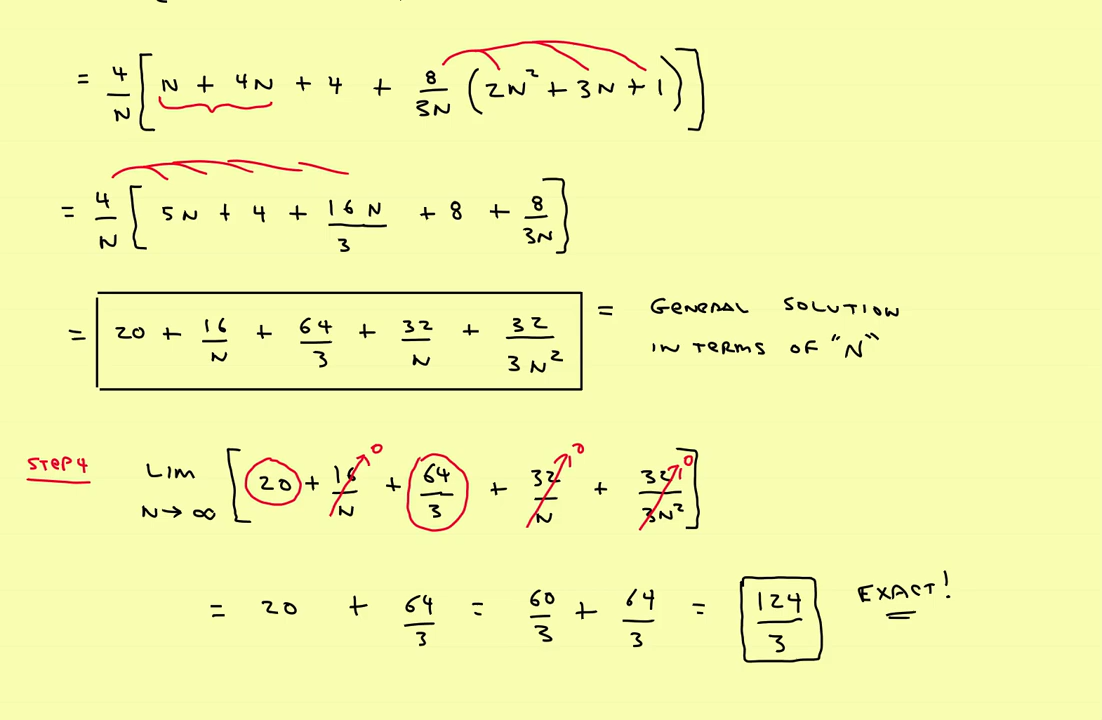 = 4/N [ N + 4N + 4 + 8/3N (2N² + 3N + 1) ]
= 4/N [ 5N + 4 + 16N/3 + 8 + 8/3N ]
= 20 + 16/N + 64/3 + 32/N + 32/3N² = GENERAL SOLUTION
IN TERMS OF "N"
STEP 4 LIM N→∞ [ 20 + 16/N 0 + 64/3 + 32/N 0 + 32/3N² 0 ]
= 20 + 64/3 = 60/3 + 64/3 = 124/3 EXACT!